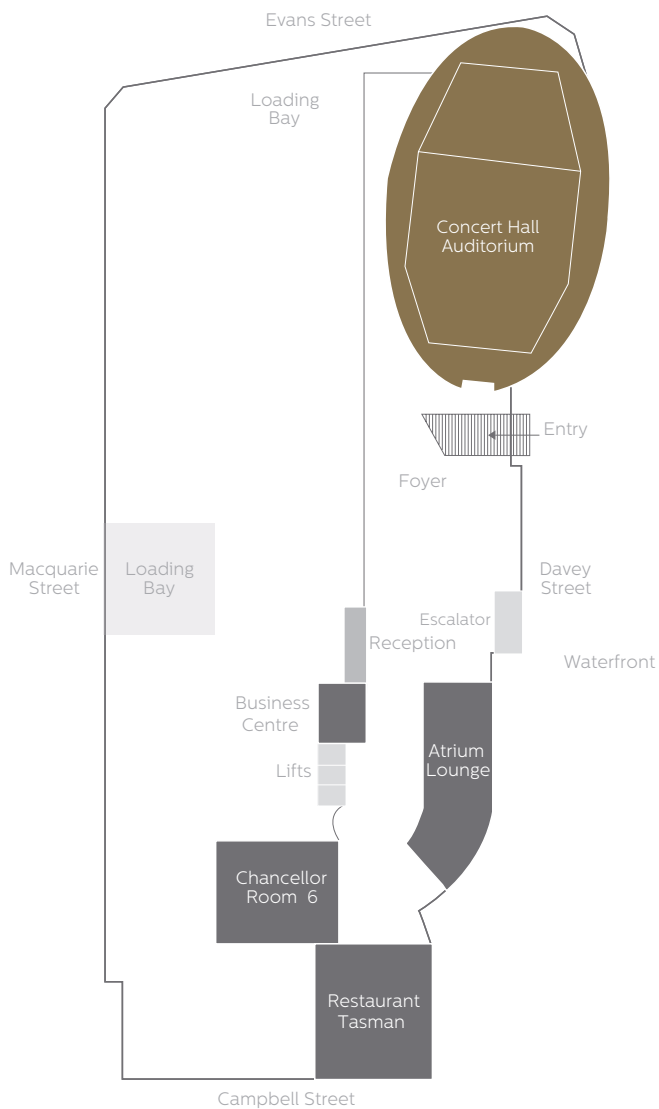 Evans Street
Loading
Bay
Concert Hall
Auditorium
Entry
Foyer
Macquarie
Street
Loading
Bay
Davey
Street
Escalator
Reception
Waterfront
Business
Centre
Atrium
Lounge
Lifts
Chancellor
Room 6
Restaurant
Tasman
Campbell Street